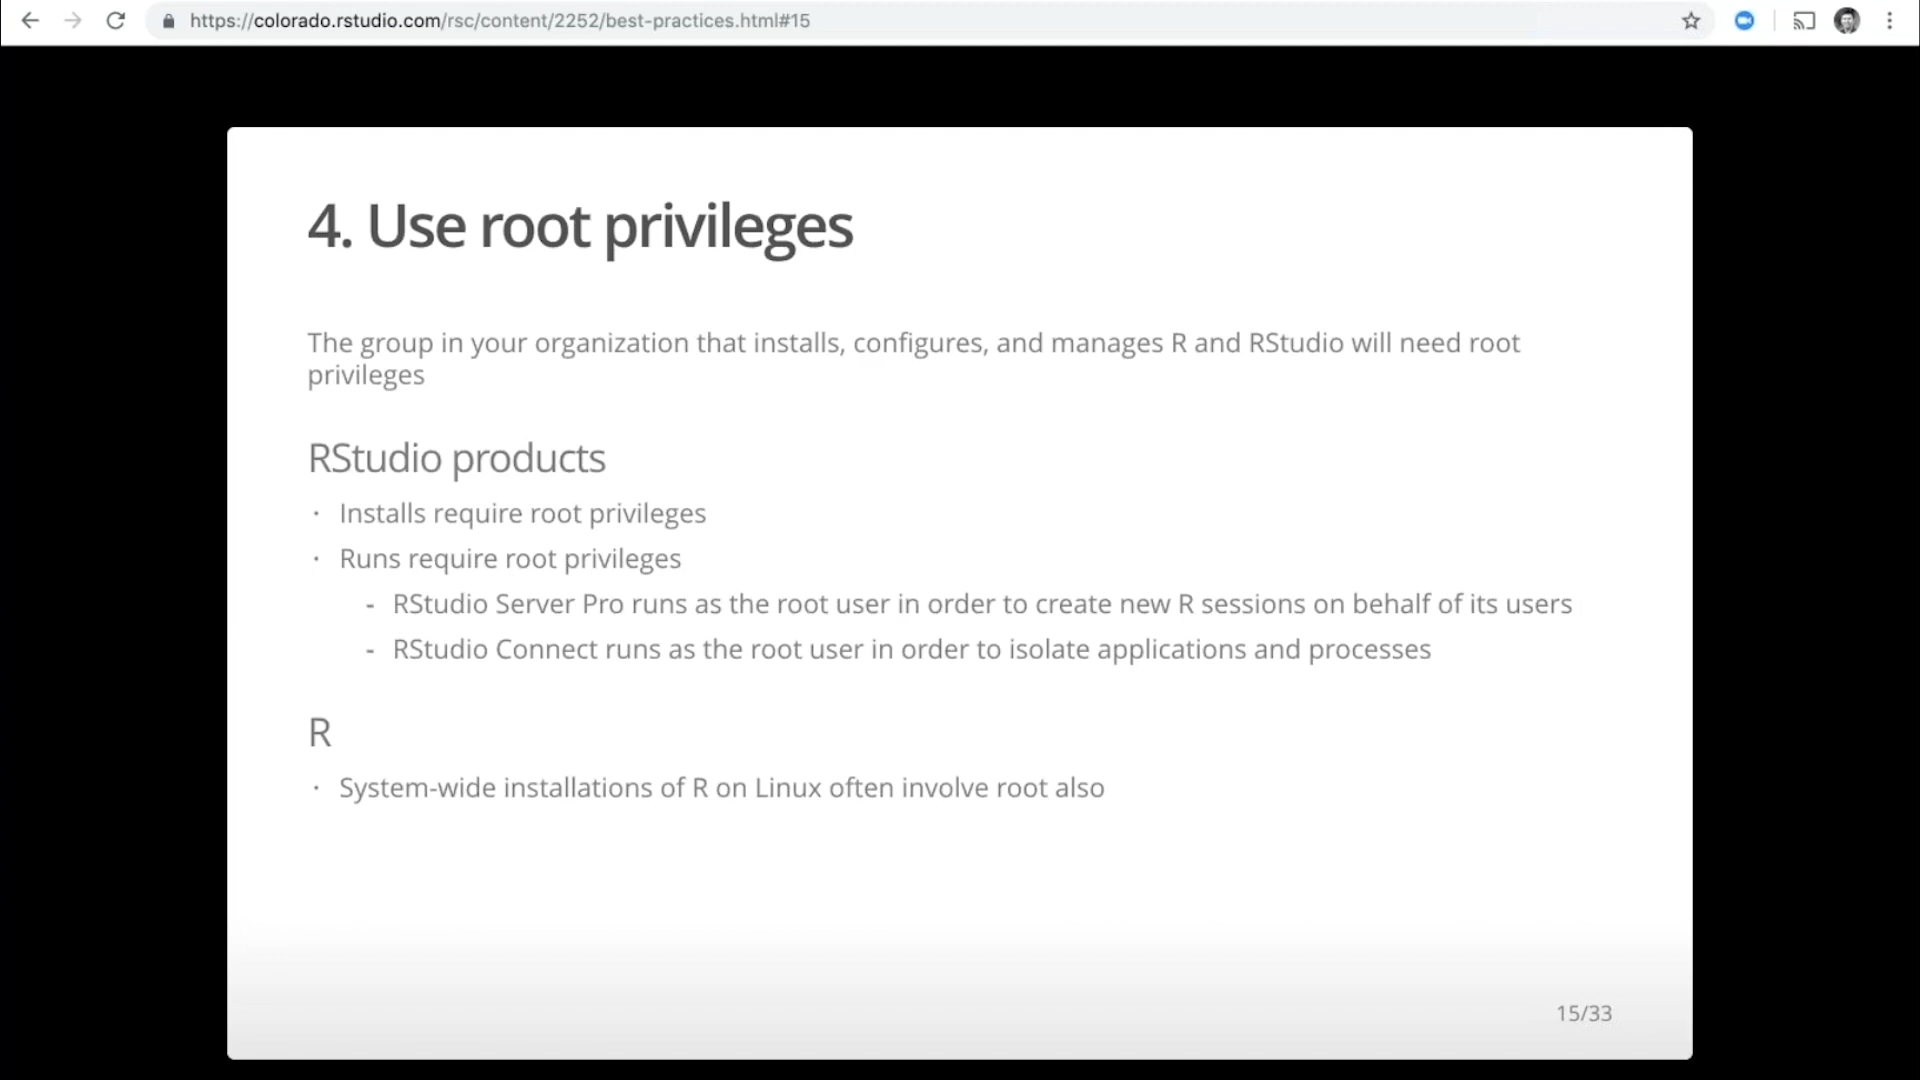 https://colorado.rstudio.com/rsc/content/2252/best-practices.html#15
4. Use root privileges
The group in your organization that installs, configures, and manages R and RStudio will need root
privileges
RStudio products
· Installs require root privileges
· Runs require root privileges
- RStudio Server Pro runs as the root user in order to create new R sessions on behalf of its users
- RStudio Connect runs as the root user in order to isolate applications and processes
R
· System-wide installations of R on Linux often involve root also
15/33